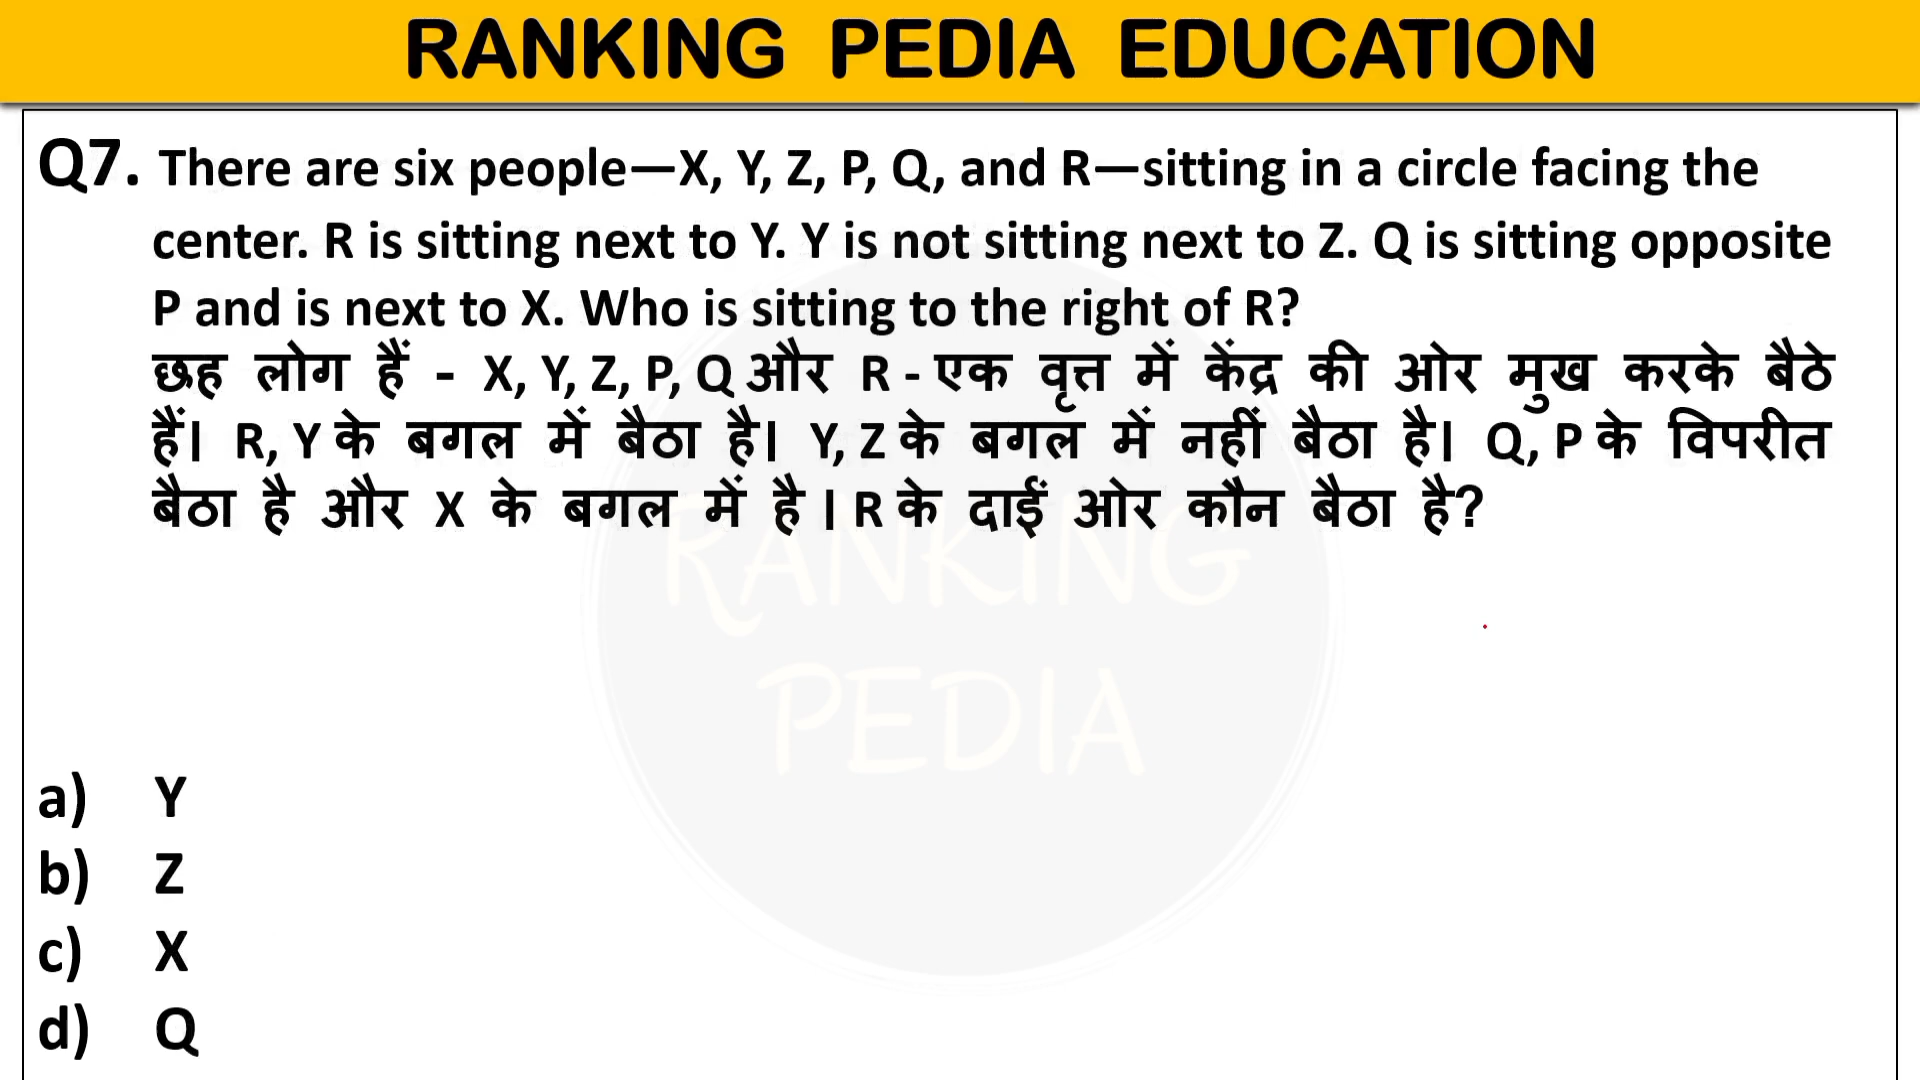 RANKING PEDIA EDUCATION
Q7. There are six people—X, Y, Z, P, Q, and R—sitting in a circle facing the
center. R is sitting next to Y. Y is not sitting next to Z. Q is sitting opposite
P and is next to X. Who is sitting to the right of R?
छह लोग हैं - X, Y, Z, P, Q और R - एक वृत्त में केंद्र की ओर मुख करके बैठे
हैं। R, Y के बगल में बैठा है। Y, Z के बगल में नहीं बैठा है। Q, P के विपरीत
बैठा है और X के बगल में है । R के दाईं ओर कौन बैठा है?
RANKING
PEDIA
a) Y
b) Z
c) X
d) Q